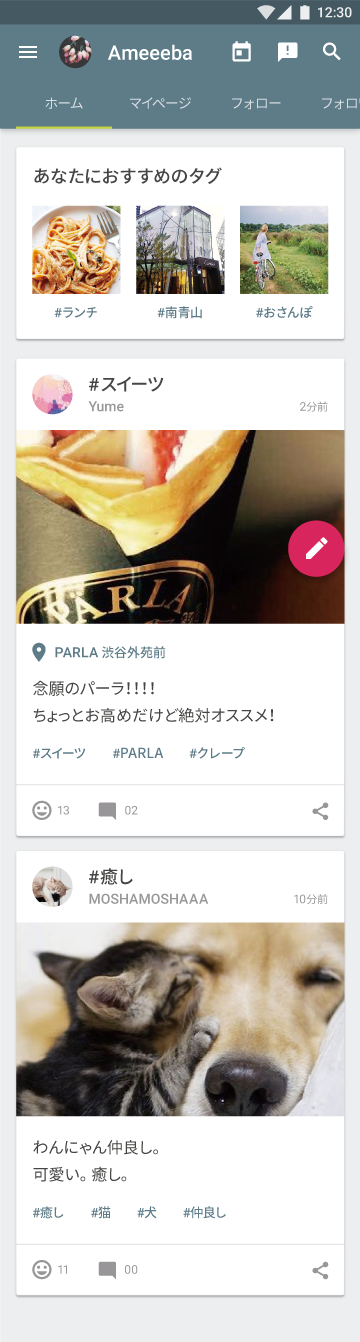 12:30
Ameeeba
ホーム マイページ フォロー フォロ
あなたにおすすめのタグ
#ランチ #南青山 #おさんぽ
#スイーツ
Yume 2分前
PARLA
PARLA 渋谷外苑前
念願のパーラ！！！！
ちょっとお高めだけど絶対オススメ！
#スイーツ #PARLA #クレープ
13 02
#癒し
MOSHAMOSHAAA 10分前
わんにゃん仲良し。
可愛い。癒し。
#癒し #猫 #犬 #仲良し
11 00